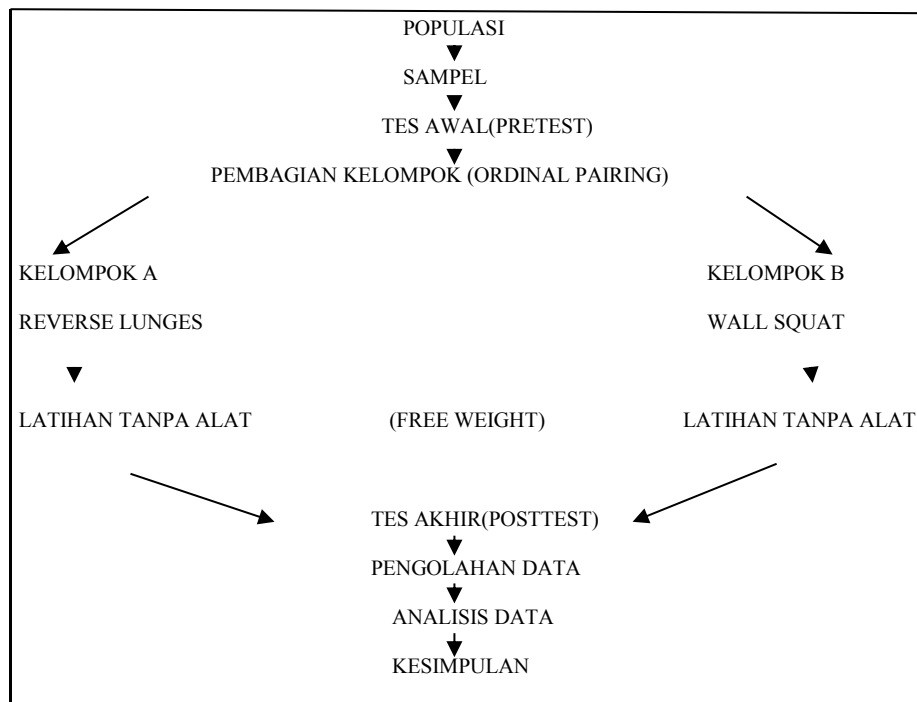 POPULASI
SAMPEL
TES AWAL(PRETEST)
PEMBAGIAN KELOMPOK (ORDINAL PAIRING)
KELOMPOK A KELOMPOK B
REVERSE LUNGES WALL SQUAT
LATIHAN TANPA ALAT (FREE WEIGHT) LATIHAN TANPA ALAT
TES AKHIR(POSTTEST)
PENGOLAHAN DATA
ANALISIS DATA
KESIMPULAN